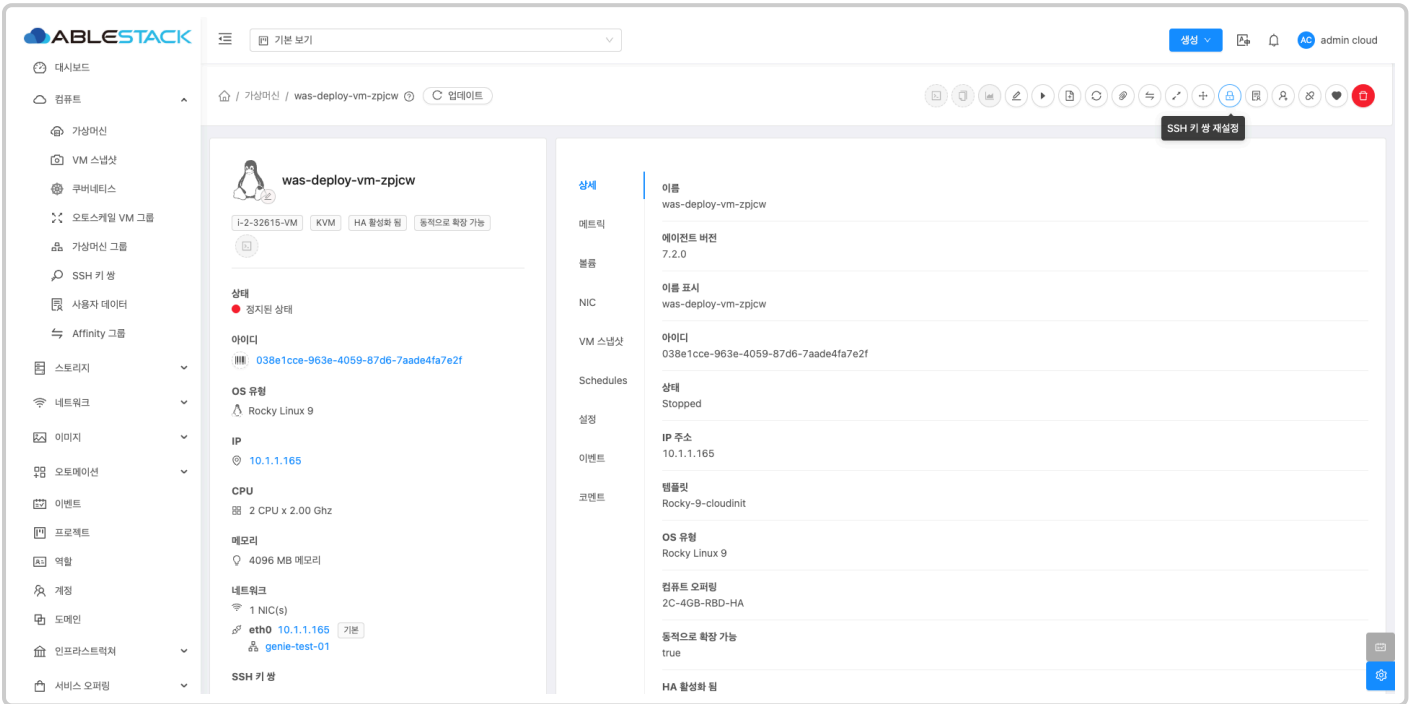 ABLESTACK
기본 보기
생성
AC
admin cloud
대시보드
컴퓨트
가상머신
VM 스냅샷
쿠버네티스
오토스케일 VM 그룹
가상머신 그룹
SSH 키 쌍
사용자 데이터
Affinity 그룹
스토리지
네트워크
이미지
오토메이션
이벤트
프로젝트
역할
계정
도메인
인프라스트럭쳐
서비스 오퍼링
/ 가상머신 / was-deploy-vm-zpjcw
업데이트
SSH 키 쌍 재설정
was-deploy-vm-zpjcw
i-2-32615-VM
KVM
HA 활성화 됨
동적으로 확장 가능
상태
정지된 상태
아이디
038e1cce-963e-4059-87d6-7aade4fa7e2f
OS 유형
Rocky Linux 9
IP
10.1.1.165
CPU
2 CPU x 2.00 Ghz
메모리
4096 MB 메모리
네트워크
1 NIC(s)
eth0 10.1.1.165 기본
genie-test-01
SSH 키 쌍
상세
메트릭
볼륨
NIC
VM 스냅샷
Schedules
설정
이벤트
코멘트
이름
was-deploy-vm-zpjcw
에이전트 버전
7.2.0
이름 표시
was-deploy-vm-zpjcw
아이디
038e1cce-963e-4059-87d6-7aade4fa7e2f
상태
Stopped
IP 주소
10.1.1.165
템플릿
Rocky-9-cloudinit
OS 유형
Rocky Linux 9
컴퓨트 오퍼링
2C-4GB-RBD-HA
동적으로 확장 가능
true
HA 활성화 됨